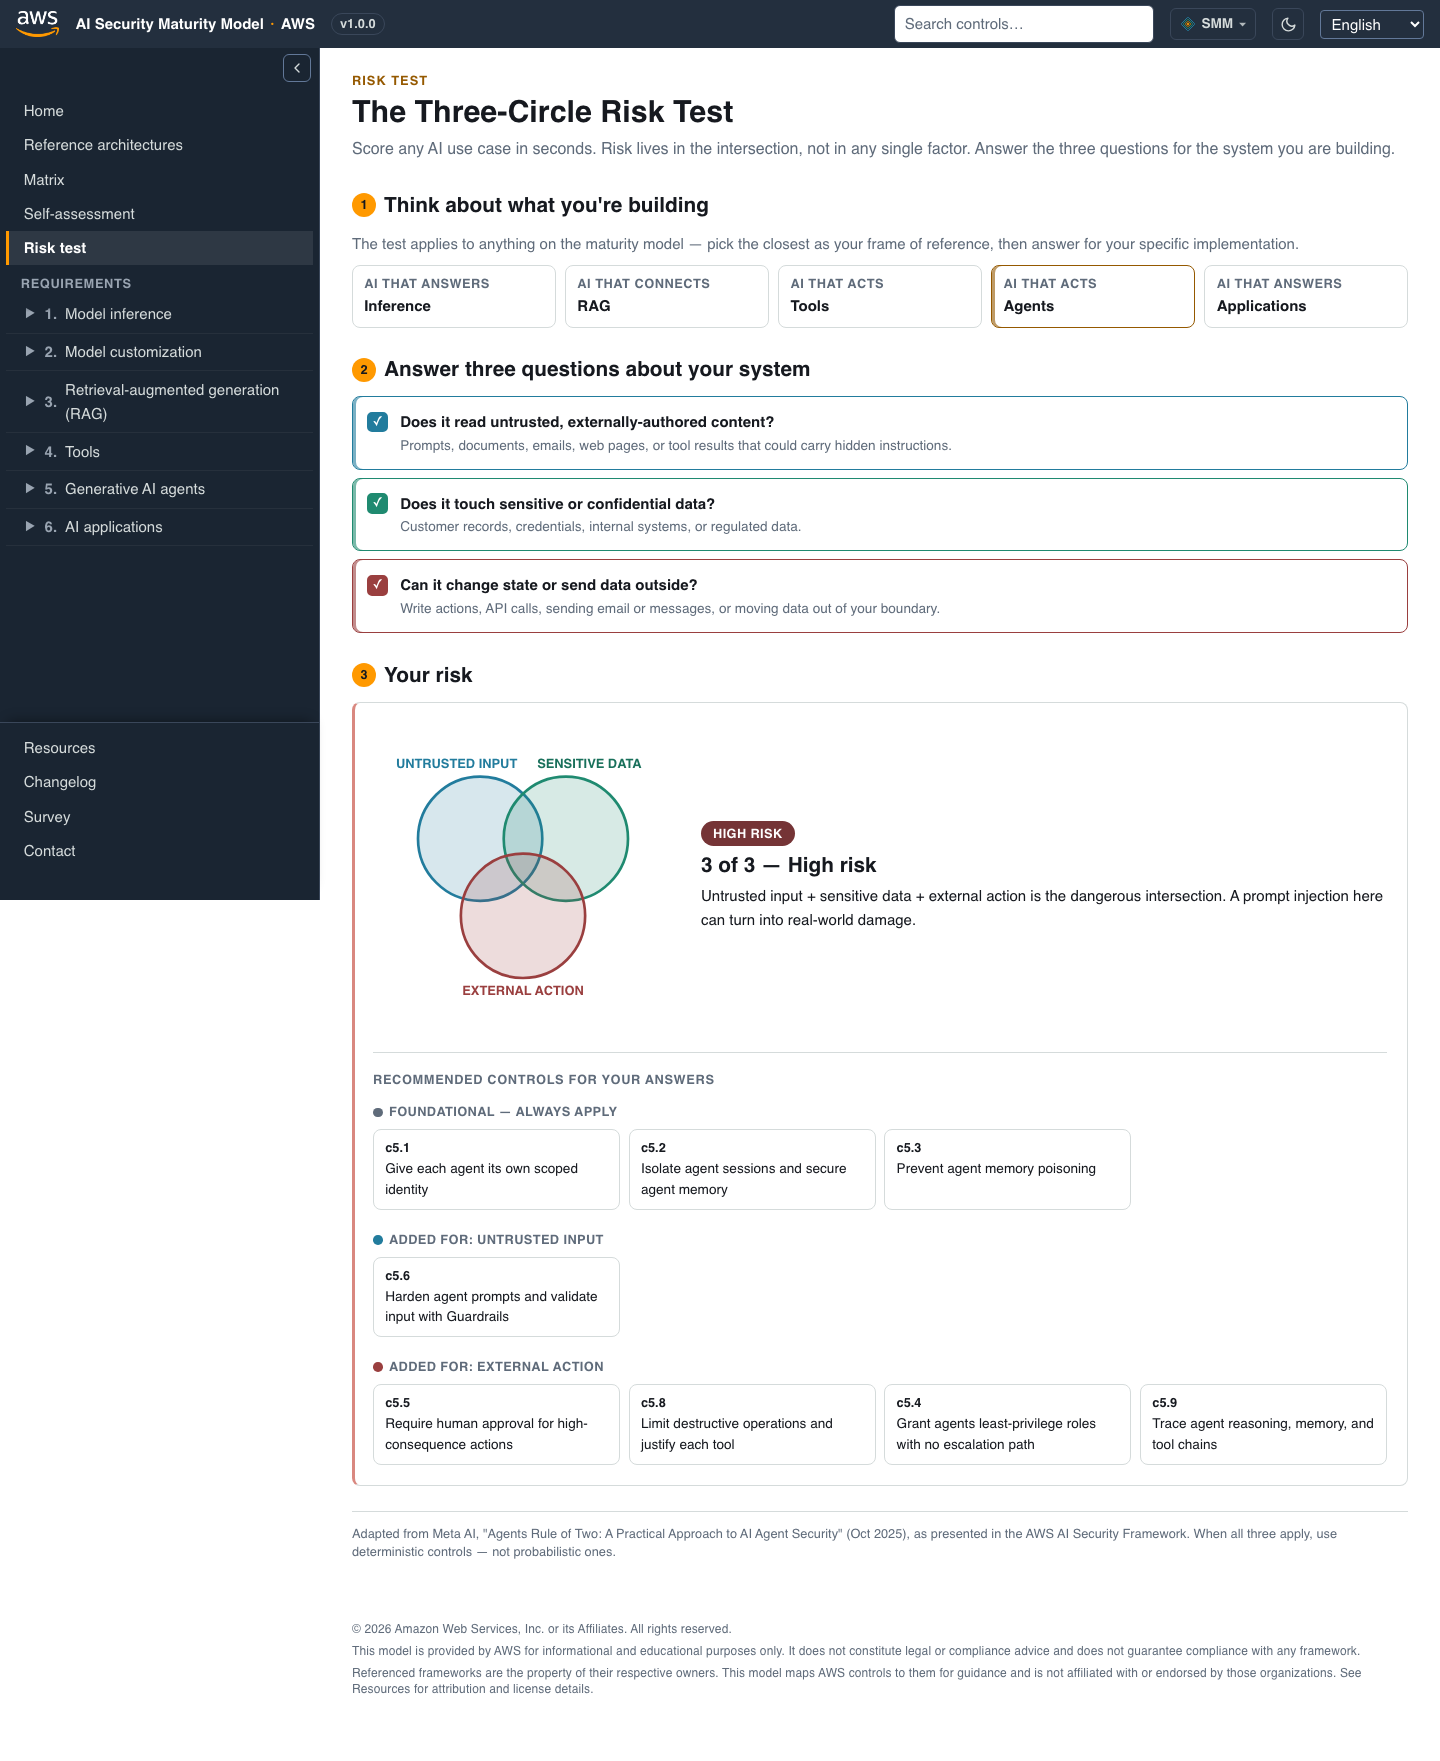 aws AI Security Maturity Model · AWS v1.0.0
Search controls...
SMM
English
Home
Reference architectures
Matrix
Self-assessment
Risk test
REQUIREMENTS
1. Model inference
2. Model customization
3. Retrieval-augmented generation
(RAG)
4. Tools
5. Generative AI agents
6. AI applications
Resources
Changelog
Survey
Contact
RISK TEST
The Three-Circle Risk Test
Score any AI use case in seconds. Risk lives in the intersection, not in any single factor. Answer the three questions for the system you are building.
1 Think about what you're building
The test applies to anything on the maturity model — pick the closest as your frame of reference, then answer for your specific implementation.
AI THAT ANSWERS
Inference
AI THAT CONNECTS
RAG
AI THAT ACTS
Tools
AI THAT ACTS
Agents
AI THAT ANSWERS
Applications
2 Answer three questions about your system
Does it read untrusted, externally-authored content?
Prompts, documents, emails, web pages, or tool results that could carry hidden instructions.
Does it touch sensitive or confidential data?
Customer records, credentials, internal systems, or regulated data.
Can it change state or send data outside?
Write actions, API calls, sending email or messages, or moving data out of your boundary.
3 Your risk
UNTRUSTED INPUT
SENSITIVE DATA
EXTERNAL ACTION
HIGH RISK
3 of 3 — High risk
Untrusted input + sensitive data + external action is the dangerous intersection. A prompt injection here
can turn into real-world damage.
RECOMMENDED CONTROLS FOR YOUR ANSWERS
FOUNDATIONAL — ALWAYS APPLY
c5.1
Give each agent its own scoped
identity
c5.2
Isolate agent sessions and secure
agent memory
c5.3
Prevent agent memory poisoning
ADDED FOR: UNTRUSTED INPUT
c5.6
Harden agent prompts and validate
input with Guardrails
ADDED FOR: EXTERNAL ACTION
c5.5
Require human approval for high-
consequence actions
c5.8
Limit destructive operations and
justify each tool
c5.4
Grant agents least-privilege roles
with no escalation path
c5.9
Trace agent reasoning, memory, and
tool chains
Adapted from Meta AI, "Agents Rule of Two: A Practical Approach to AI Agent Security" (Oct 2025), as presented in the AWS AI Security Framework. When all three apply, use
deterministic controls — not probabilistic ones.
© 2026 Amazon Web Services, Inc. or its Affiliates. All rights reserved.
This model is provided by AWS for informational and educational purposes only. It does not constitute legal or compliance advice and does not guarantee compliance with any framework.
Referenced frameworks are the property of their respective owners. This model maps AWS controls to them for guidance and is not affiliated with or endorsed by those organizations. See
Resources for attribution and license details.